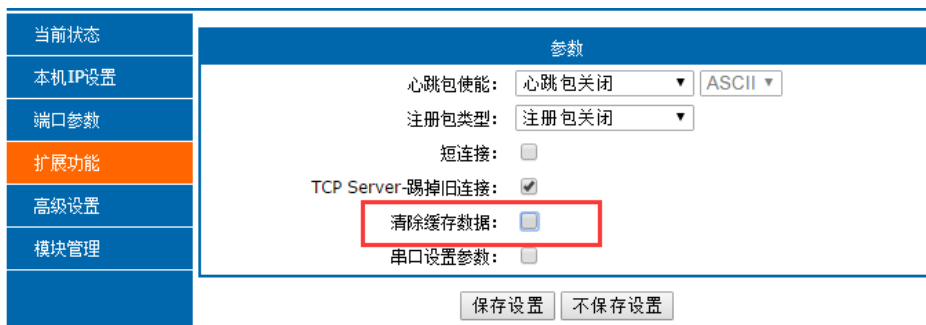 当前状态
本机IP设置
端口参数
扩展功能
高级设置
模块管理
参数
心跳包使能： 心跳包关闭 ASCII
注册包类型： 注册包关闭
短连接：
TCP Server-踢掉旧连接：
清除缓存数据：
串口设置参数：
保存设置 不保存设置